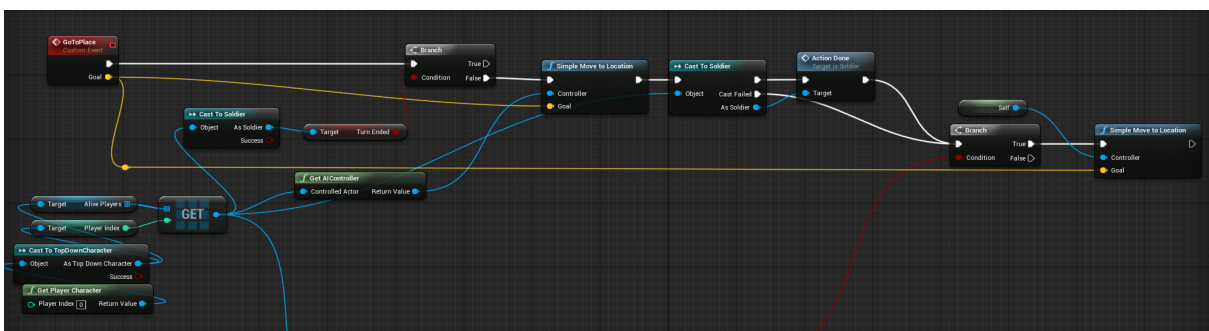 GoToPlace
Custom Event
Goal
Branch
True
Condition
False
Simple Move to Location
Controller
Goal
Cast To Soldier
Object
Cast Failed
As Soldier
Action Done
Target is Soldier
Target
Cast To Soldier
Object
As Soldier
Success
Target
Turn Ended
Self
Branch
True
Condition
False
Simple Move to Location
Controller
Goal
Get AIController
Controlled Actor
Return Value
Target
Alive Players
GET
Target
Player Index
Cast To TopDownCharacter
Object
As Top Down Character
Success
Get Player Character
Player Index 0
Return Value